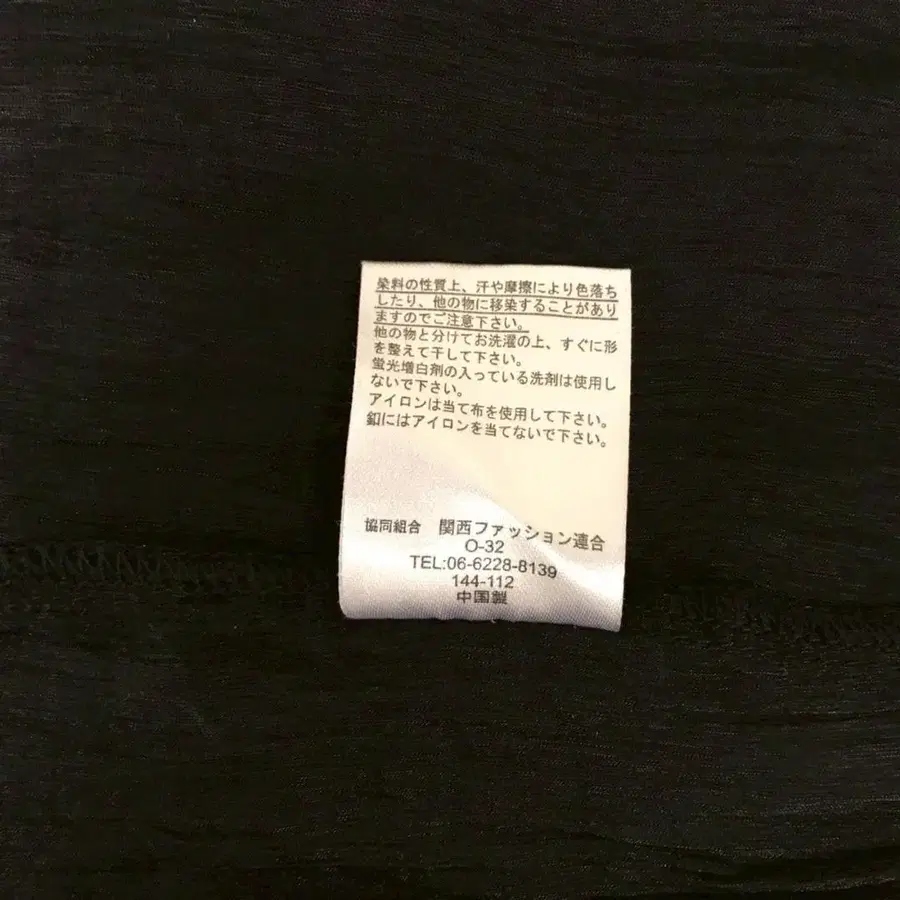 染料の性質上、汗や摩擦により色落ち
したり、他の物に移染することがあり
ますのでご注意下さい。
他の物と分けてお洗濯の上、すぐに形
を整えて干して下さい。
蛍光増白剤の入っている洗剤は使用し
ないで下さい。
アイロンは当て布を使用して下さい。
釦にはアイロンを当てないで下さい。
協同組合 関西ファッション連合
O-32
TEL:06-6228-8139
144-112
中国製